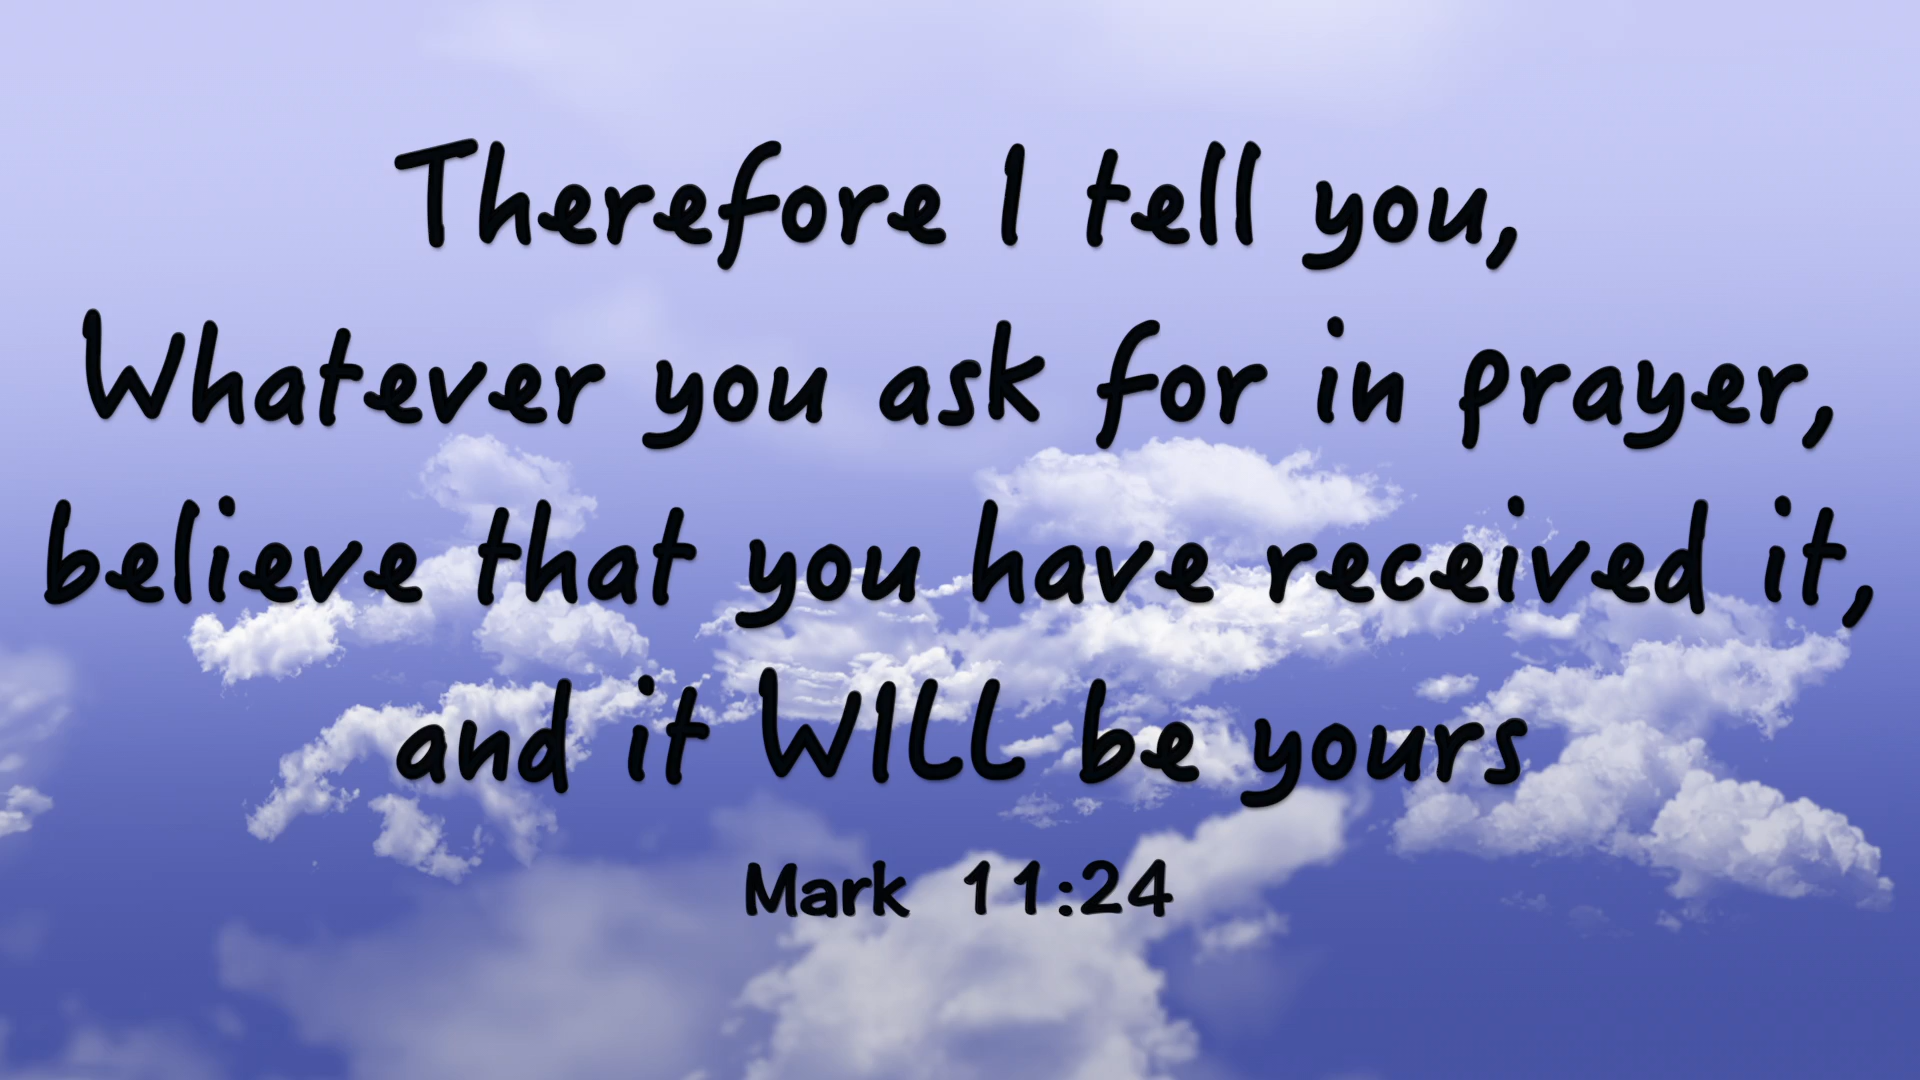 Therefore I tell you,
Whatever you ask for in prayer,
believe that you have received it,
and it WILL be yours
Mark 11:24